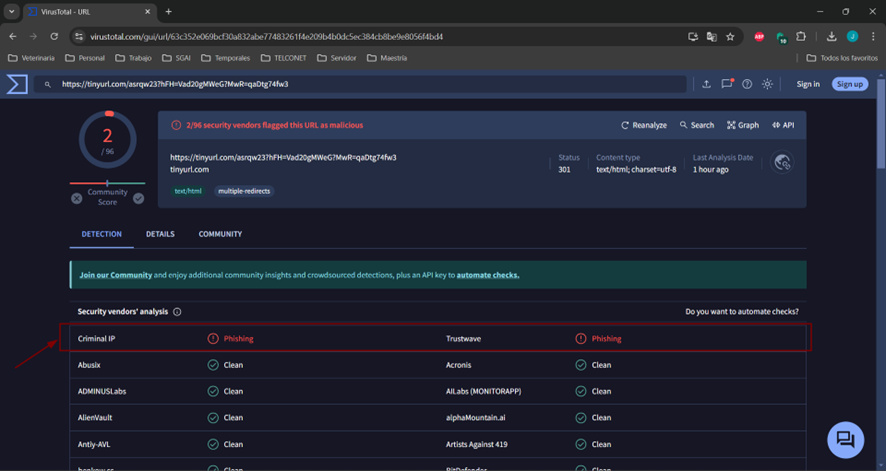 VirusTotal - URL
virustotal.com/gui/url/63c352e069bcf30a832abe77483261f4e209b4b0dc5ec384cb8be9e8056f4bd4
Veterinaria Personal Trabajo SGAI Temporales TELCONET Servidor Maestría Todos los favoritos
https://tinyurl.com/asrqw23?hFH=Vad20gMWeG?MwR=qaDtg74fw3 Sign in Sign up
2
/ 96
Community
Score
2/96 security vendors flagged this URL as malicious Reanalyze Search Graph API
https://tinyurl.com/asrqw23?hFH=Vad20gMWeG?MwR=qaDtg74fw3
tinyurl.com
Status
301
Content type
text/html; charset=utf-8
Last Analysis Date
1 hour ago
text/html multiple-redirects
DETECTION DETAILS COMMUNITY
Join our Community and enjoy additional community insights and crowdsourced detections, plus an API key to automate checks.
Security vendors' analysis Do you want to automate checks?
Criminal IP Phishing Trustwave Phishing
Abusix Clean Acronis Clean
ADMINUSLabs Clean AILabs (MONITORAPP) Clean
AlienVault Clean alphaMountain.ai Clean
Antiy-AVL Clean Artists Against 419 Clean
Clean BitDefender Clean